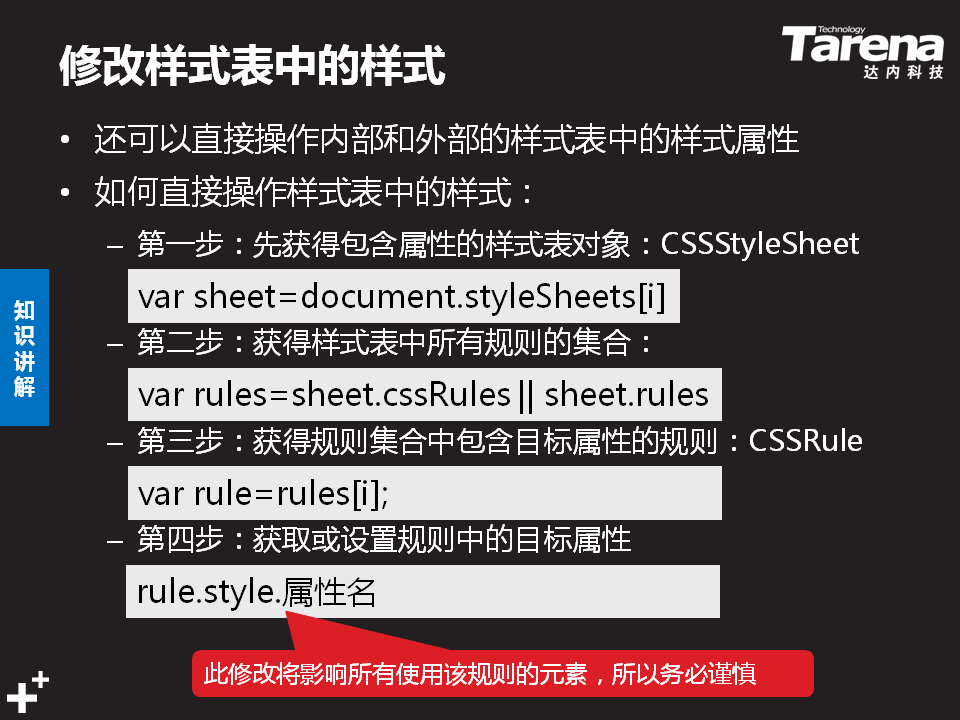 修改样式表中的样式
Technology
Tarena
达内科技
• 还可以直接操作内部和外部的样式表中的样式属性
• 如何直接操作样式表中的样式：
– 第一步：先获得包含属性的样式表对象：CSSStyleSheet
var sheet=document.styleSheets[i]
– 第二步：获得样式表中所有规则的集合：
var rules=sheet.cssRules || sheet.rules
– 第三步：获得规则集合中包含目标属性的规则：CSSRule
var rule=rules[i];
– 第四步：获取或设置规则中的目标属性
rule.style.属性名
此修改将影响所有使用该规则的元素，所以务必谨慎
知识讲解